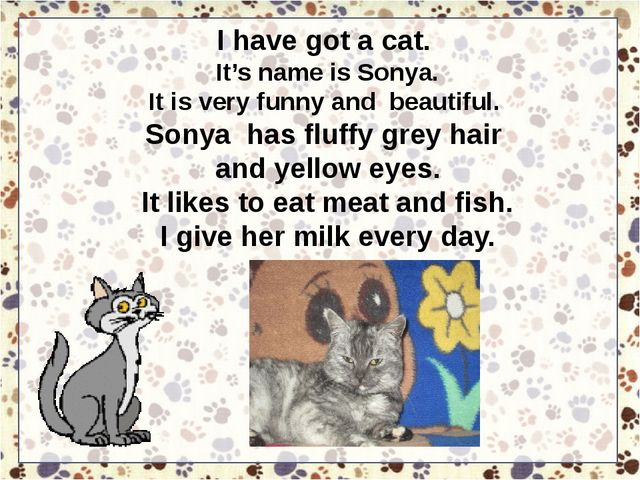 I have got a cat.
It’s name is Sonya.
It is very funny and beautiful.
Sonya has fluffy grey hair
and yellow eyes.
It likes to eat meat and fish.
I give her milk every day.